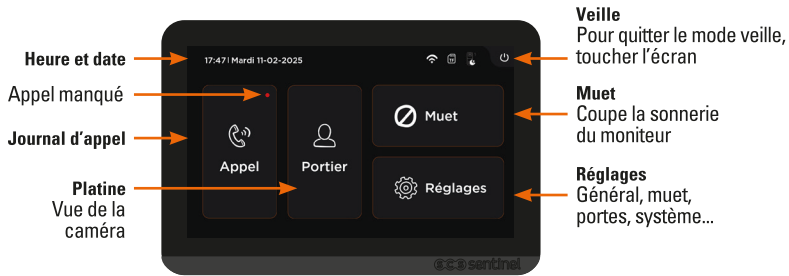 Heure et date
Appel manqué
Journal d'appel
Platine
Vue de la
caméra
17:47 | Mardi 11-02-2025
Appel
Portier
Muet
Réglages
scs sentinel
Veille
Pour quitter le mode veille,
toucher l'écran
Muet
Coupe la sonnerie
du moniteur
Réglages
Général, muet,
portes, système...